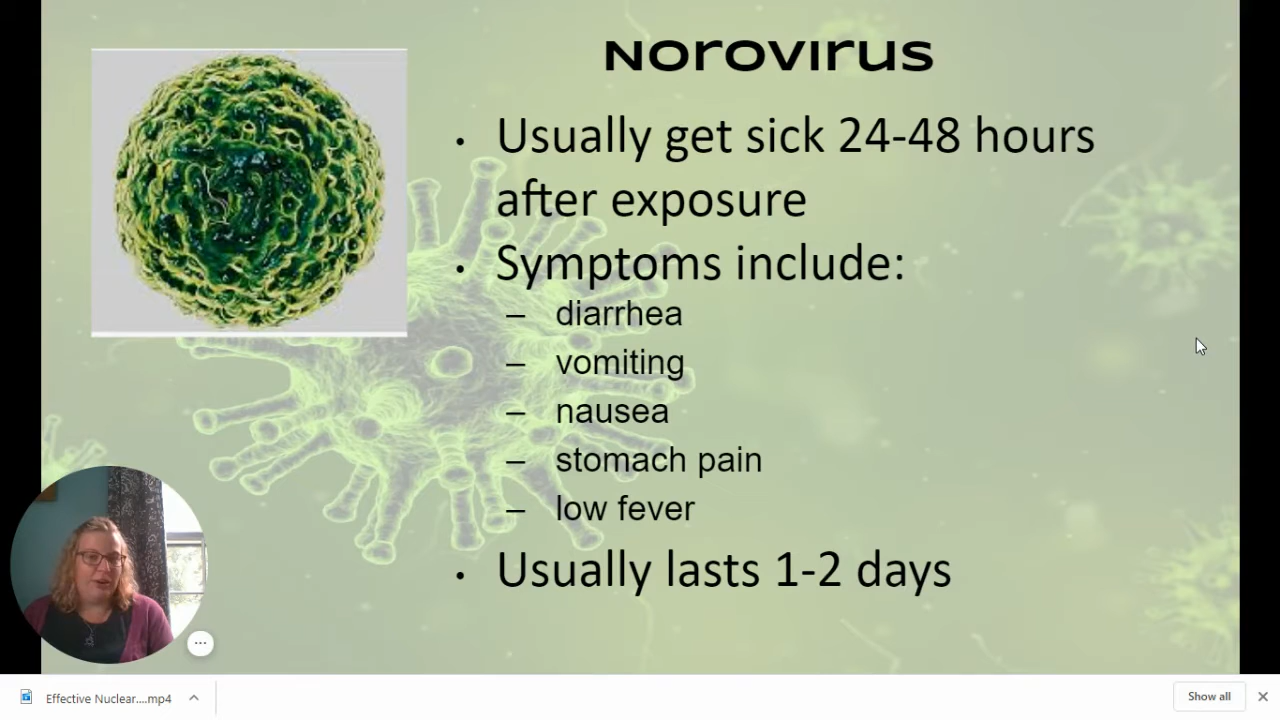 Norovirus
• Usually get sick 24-48 hours
after exposure
• Symptoms include:
– diarrhea
– vomiting
– nausea
– stomach pain
– low fever
• Usually lasts 1-2 days
...
Effective Nuclear....mp4
Show all